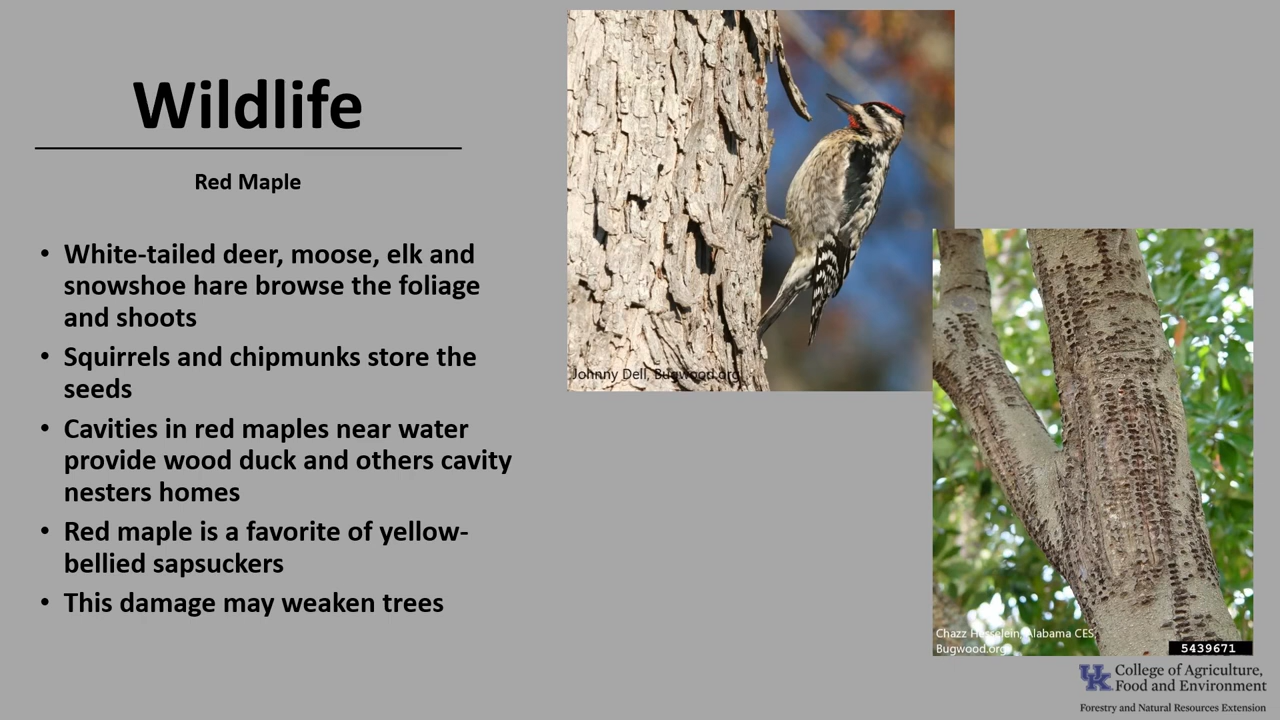 Wildlife
Red Maple
• White-tailed deer, moose, elk and
snowshoe hare browse the foliage
and shoots
• Squirrels and chipmunks store the
seeds
• Cavities in red maples near water
provide wood duck and others cavity
nesters homes
• Red maple is a favorite of yellow-
bellied sapsuckers
• This damage may weaken trees
Johnny Dell, Bugwood.org
Chazz Hesselein, Alabama CES,
Bugwood.org
5439671
UK
College of Agriculture,
Food and Environment
Forestry and Natural Resources Extension